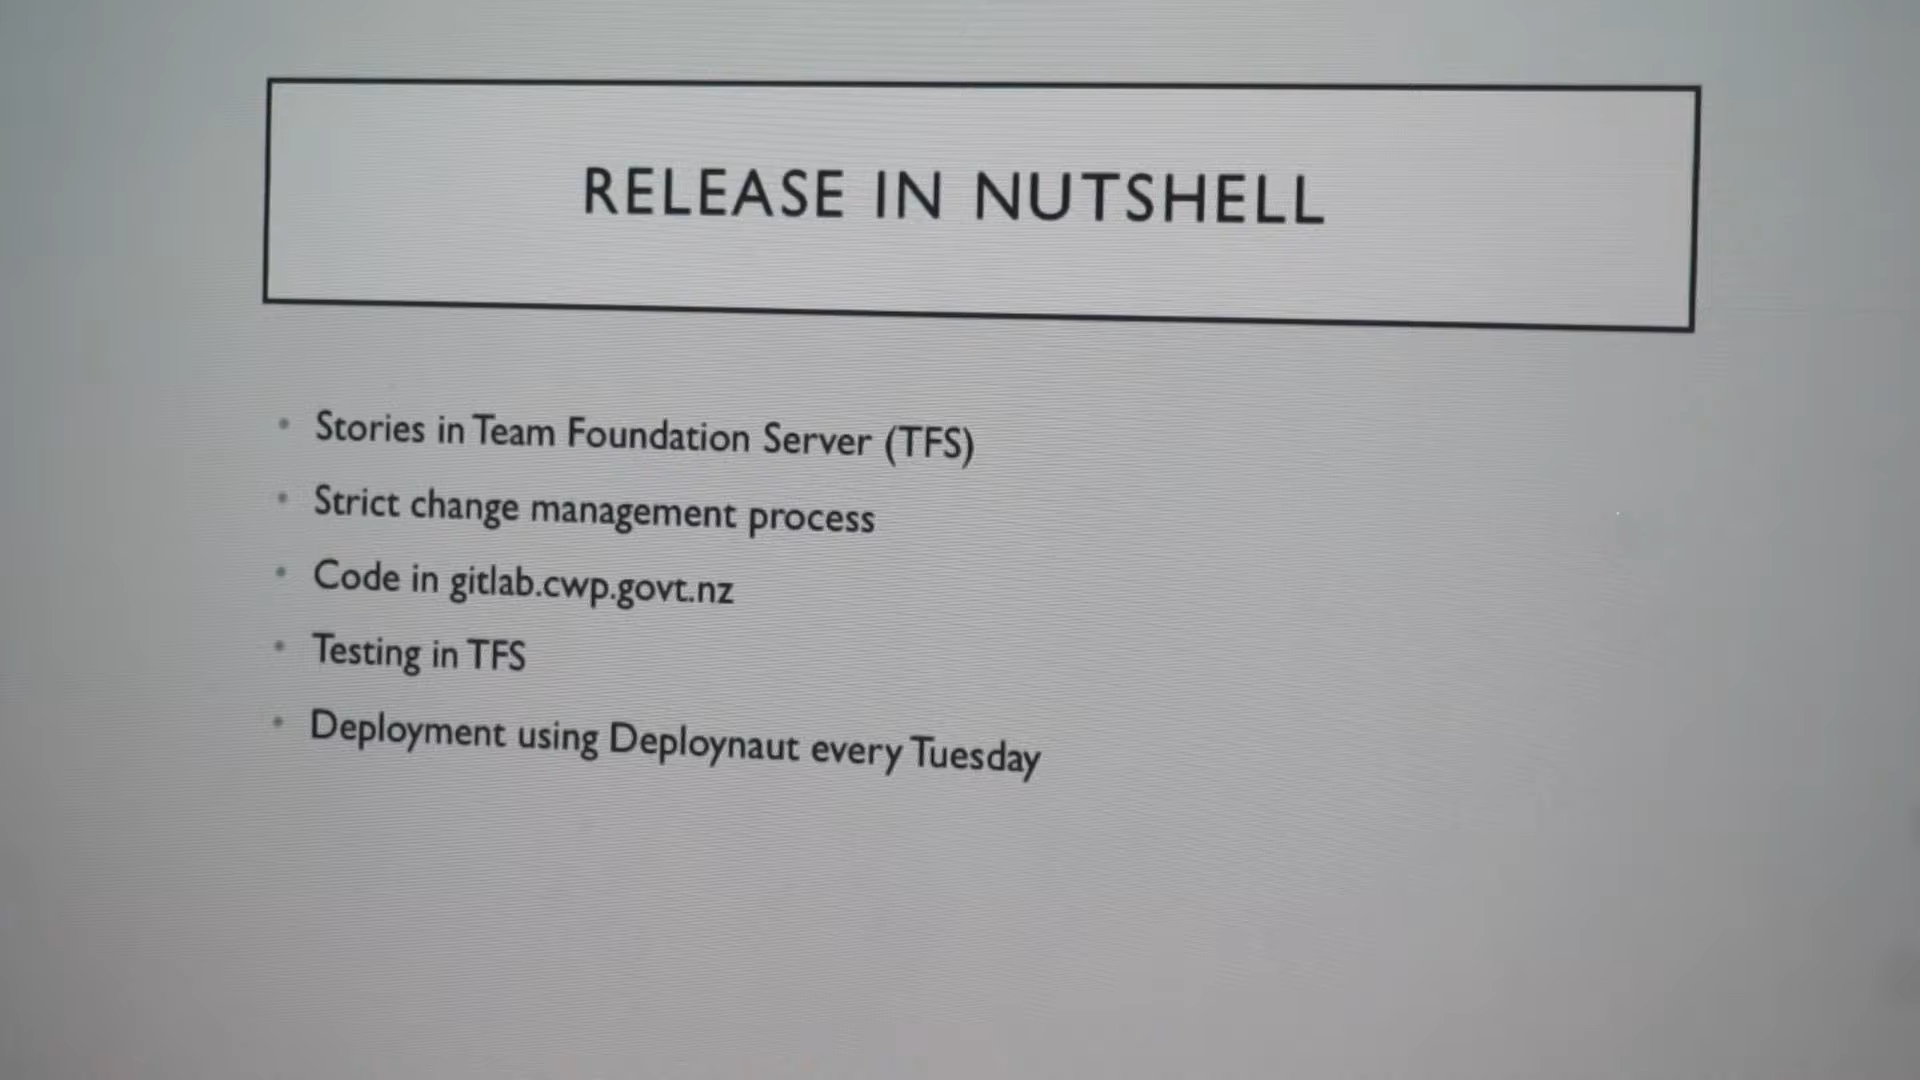 RELEASE IN NUTSHELL
• Stories in Team Foundation Server (TFS)
• Strict change management process
• Code in gitlab.cwp.govt.nz
• Testing in TFS
• Deployment using Deploynaut every Tuesday